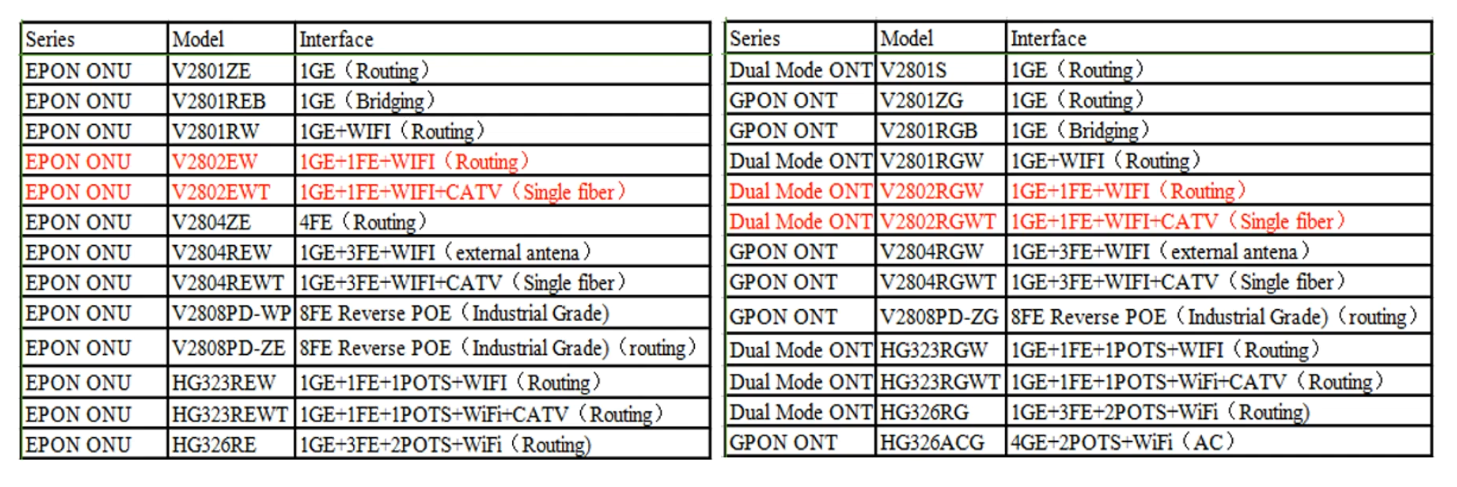 Series Model Interface
EPON ONU V2801ZE 1GE（Routing）
EPON ONU V2801REB 1GE（Bridging）
EPON ONU V2801RW 1GE+WIFI（Routing）
EPON ONU V2802EW 1GE+1FE+WIFI（Routing）
EPON ONU V2802EWT 1GE+1FE+WIFI+CATV（Single fiber）
EPON ONU V2804ZE 4FE（Routing）
EPON ONU V2804REW 1GE+3FE+WIFI（external antena）
EPON ONU V2804REWT 1GE+3FE+WIFI+CATV（Single fiber）
EPON ONU V2808PD-WP 8FE Reverse POE（Industrial Grade)
EPON ONU V2808PD-ZE 8FE Reverse POE（Industrial Grade)（routing）
EPON ONU HG323REW 1GE+1FE+1POTS+WIFI（Routing）
EPON ONU HG323REWT 1GE+1FE+1POTS+WiFi+CATV（Routing）
EPON ONU HG326RE 1GE+3FE+2POTS+WiFi（Routing)
Series Model Interface
Dual Mode ONT V2801S 1GE（Routing）
GPON ONT V2801ZG 1GE（Routing）
GPON ONT V2801RGB 1GE（Bridging）
Dual Mode ONT V2801RGW 1GE+WIFI（Routing）
Dual Mode ONT V2802RGW 1GE+1FE+WIFI（Routing）
Dual Mode ONT V2802RGWT 1GE+1FE+WIFI+CATV（Single fiber）
GPON ONT V2804RGW 1GE+3FE+WIFI（external antena）
GPON ONT V2804RGWT 1GE+3FE+WIFI+CATV（Single fiber）
GPON ONT V2808PD-ZG 8FE Reverse POE（Industrial Grade)（routing）
Dual Mode ONT HG323RGW 1GE+1FE+1POTS+WIFI（Routing）
Dual Mode ONT HG323RGWT 1GE+1FE+1POTS+WiFi+CATV（Routing）
Dual Mode ONT HG326RG 1GE+3FE+2POTS+WiFi（Routing)
GPON ONT HG326ACG 4GE+2POTS+WiFi（AC）